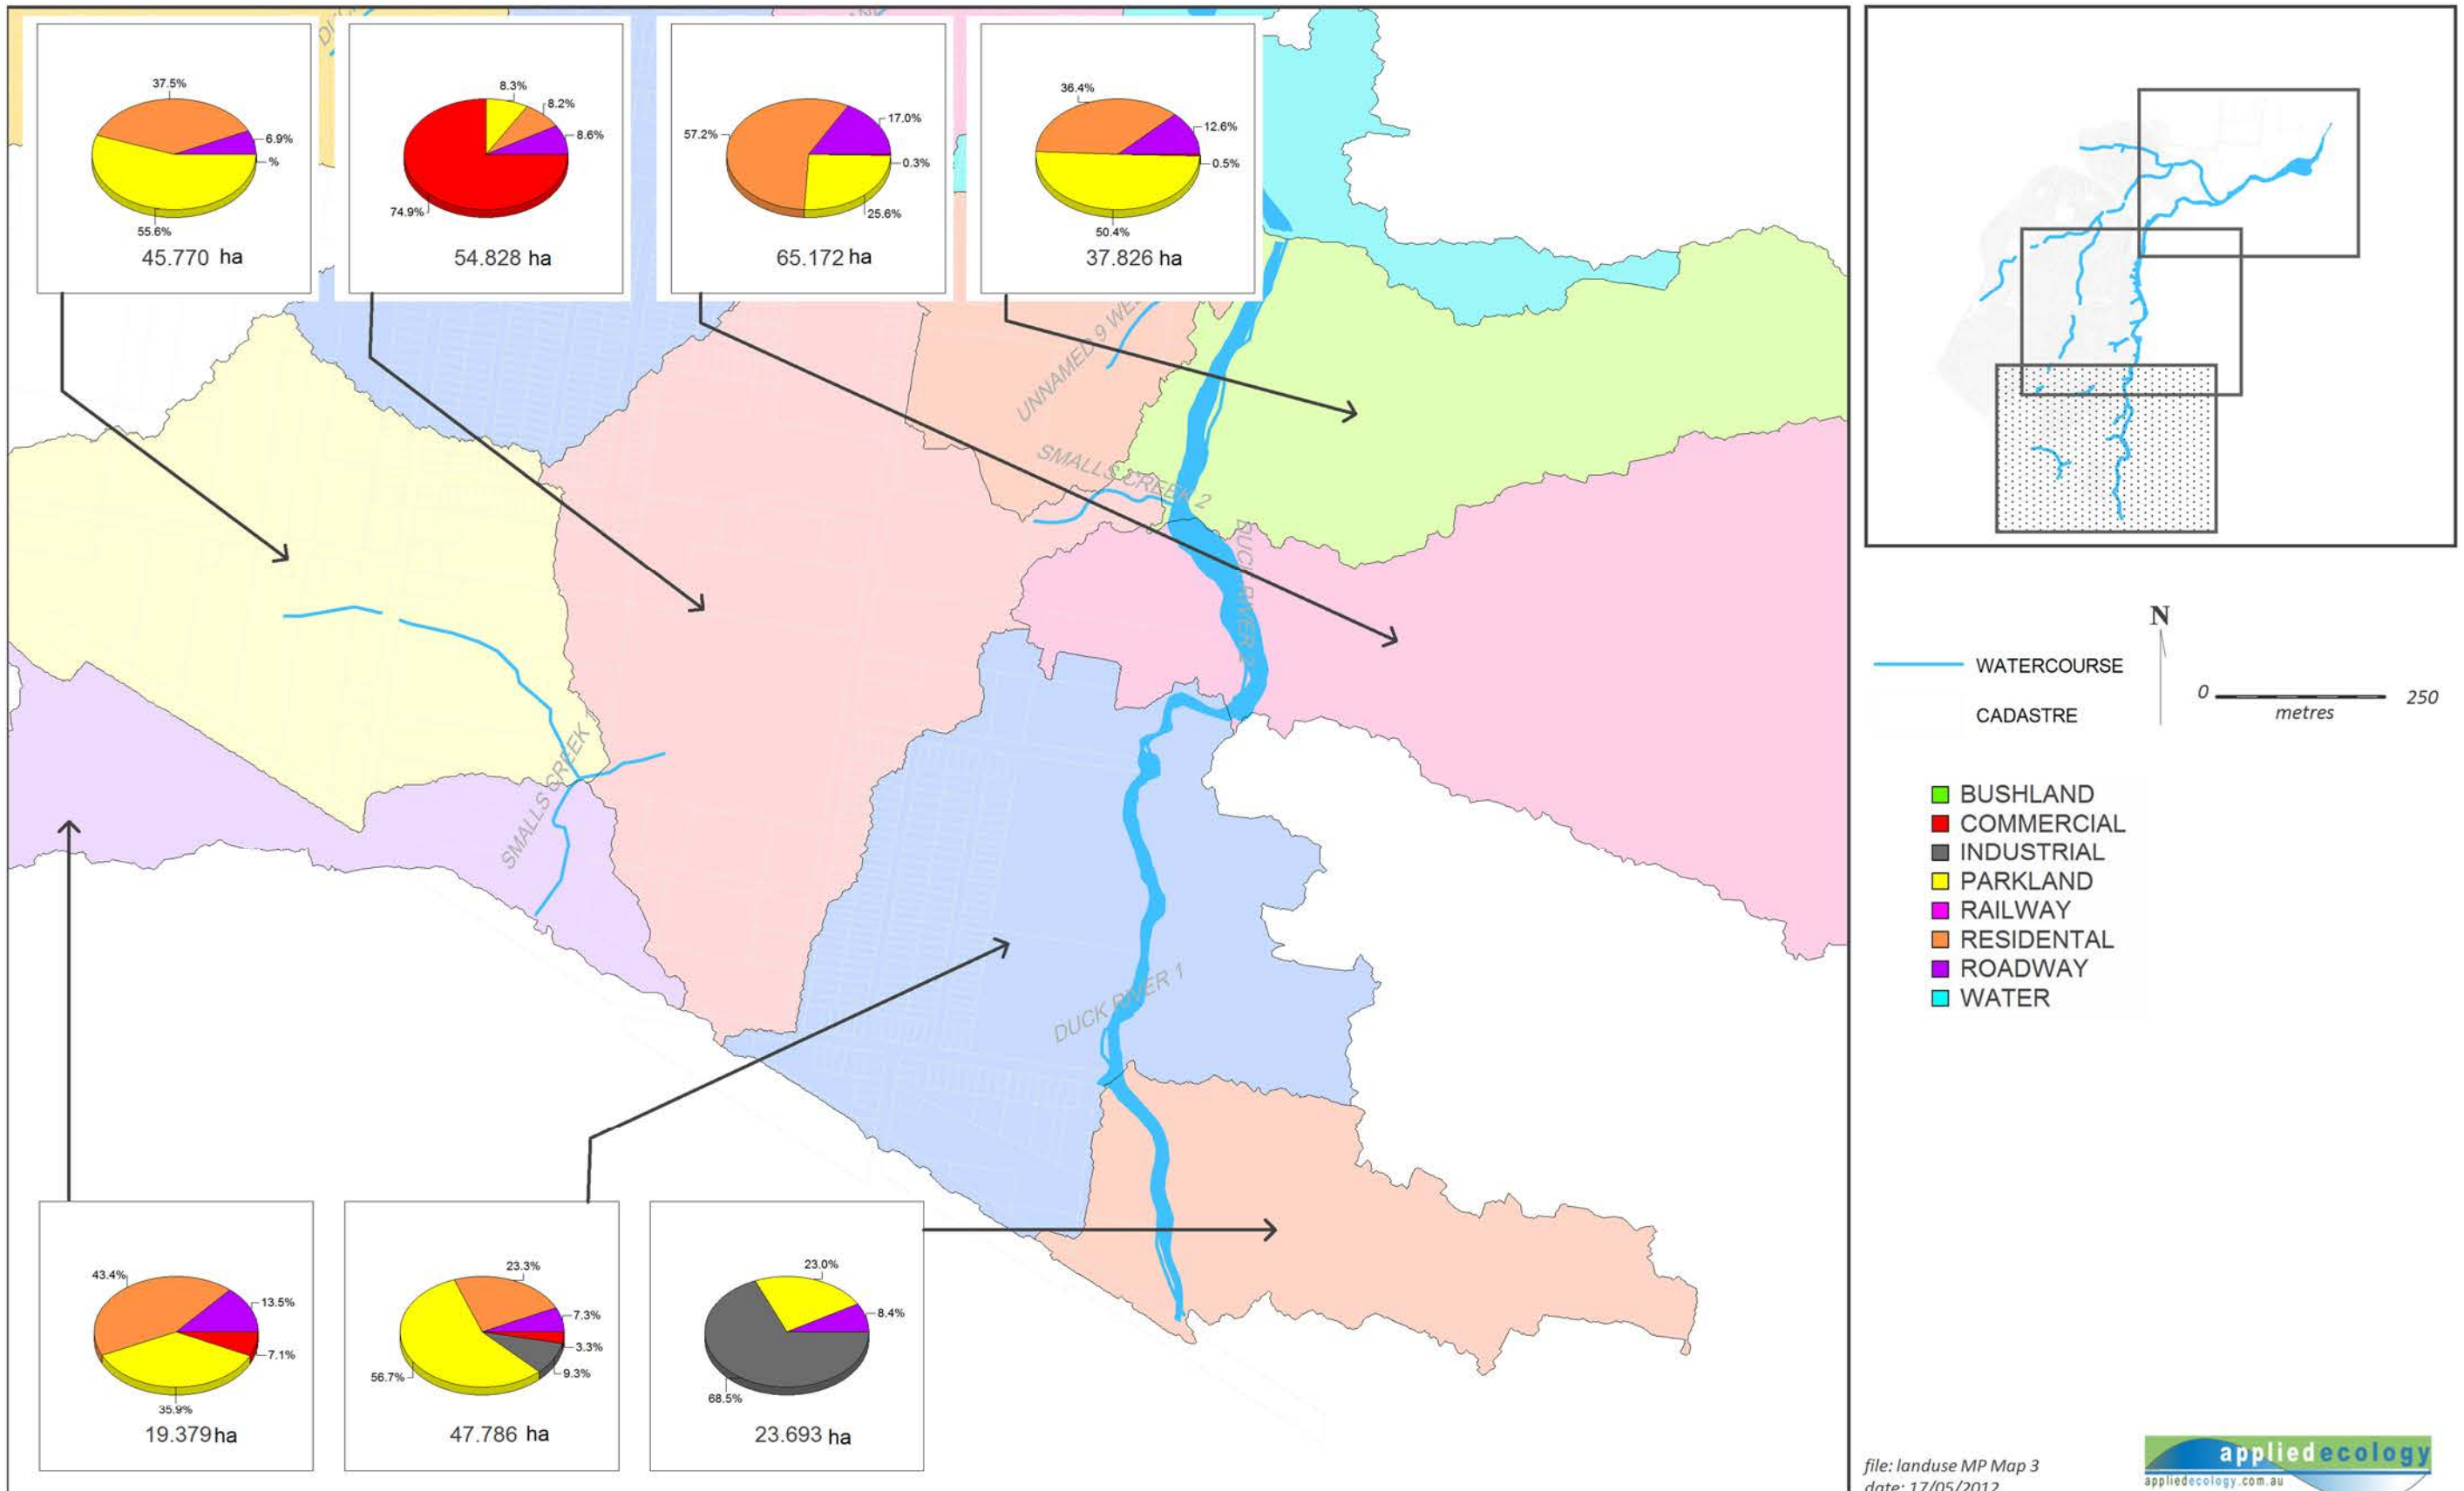 37.5%
6.9%
%
55.6%
45.770 ha
8.3%
8.2%
8.6%
74.9%
54.828 ha
57.2%
17.0%
0.3%
25.6%
65.172 ha
36.4%
12.6%
0.5%
50.4%
37.826 ha
SMALLS CREEK 2
DUCK RIVER 2
SMALLS CREEK 1
DUCK RIVER 1
43.4%
13.5%
7.1%
35.9%
19.379 ha
23.3%
7.3%
3.3%
9.3%
56.7%
47.786 ha
23.0%
8.4%
68.5%
23.693 ha
UNNAMED 9
WATERCOURSE
CADASTRE
N
0
250
metres
BUSHLAND
COMMERCIAL
INDUSTRIAL
PARKLAND
RAILWAY
RESIDENTAL
ROADWAY
WATER
file: landuse MP Map 3
date: 17/05/2012
appliedecology
appliedecology.com.au